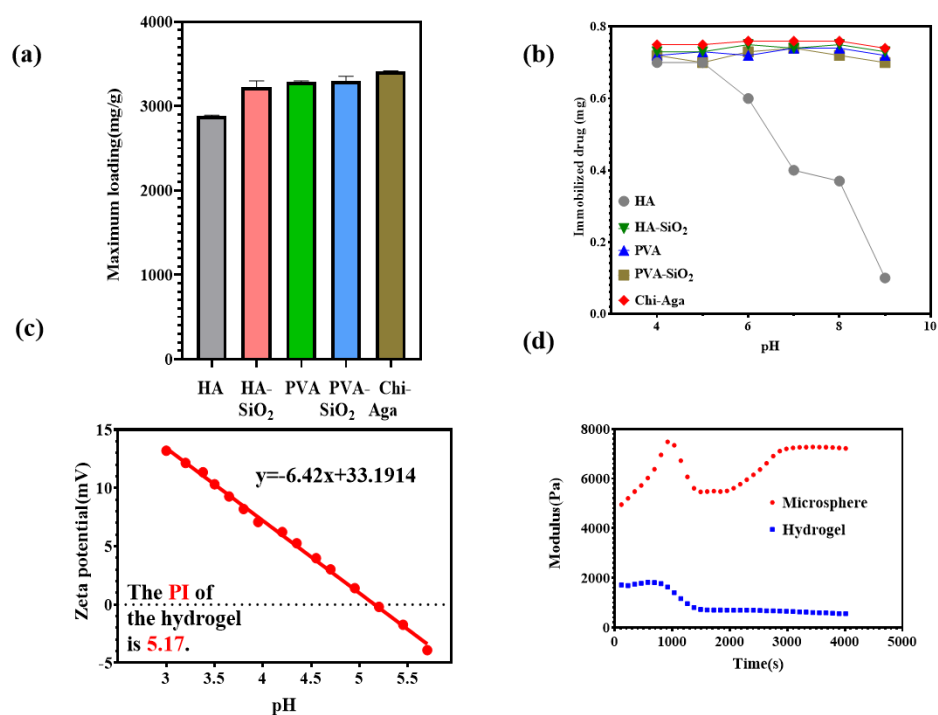 (a)
Maximum loading(mg/g)
4000
3000
2000
1000
0
HA
HA-
SiO₂
PVA
PVA-
SiO₂
Chi-
Aga
(b)
Immobilized drug (mg)
0.8
0.6
0.4
0.2
0.0
HA
HA-SiO₂
PVA
PVA-SiO₂
Chi-Aga
2
4
6
8
10
pH
(c)
Zeta potential(mV)
15
10
5
0
-5
y=-6.42x+33.1914
The PI of
the hydrogel
is 5.17.
3
3.5
4
4.5
5
5.5
pH
(d)
Modulus(Pa)
8000
6000
4000
2000
0
Microsphere
Hydrogel
0
1000
2000
3000
4000
5000
Time(s)